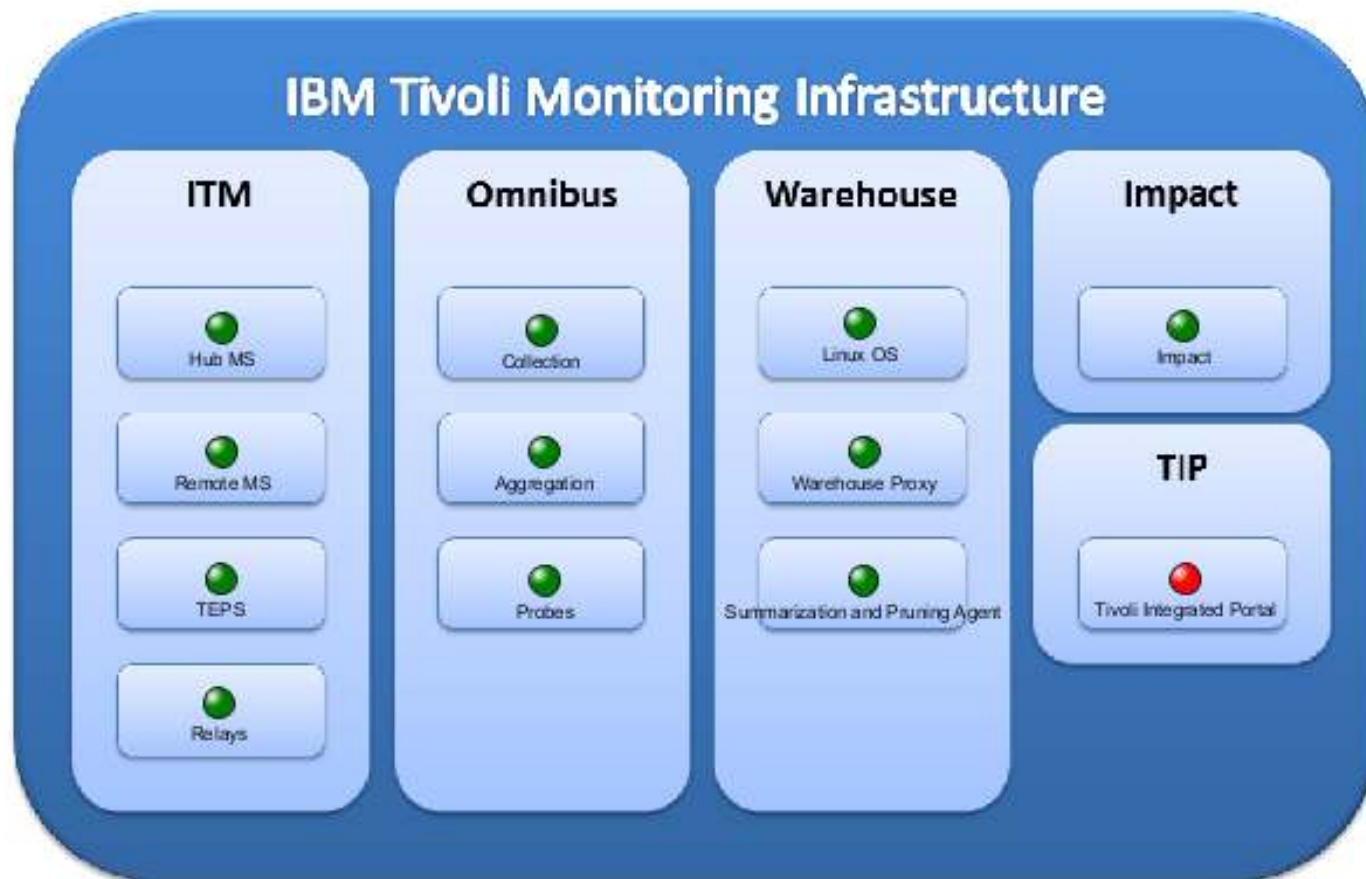 IBM Tivoli Monitoring Infrastructure
ITM
Hub MS
Remote MS
TEPS
Relays
Omnibus
Collection
Aggregation
Probes
Warehouse
Linux OS
Warehouse Proxy
Summarization and Pruning Agent
Impact
Impact
TIP
Tivoli Integrated Portal